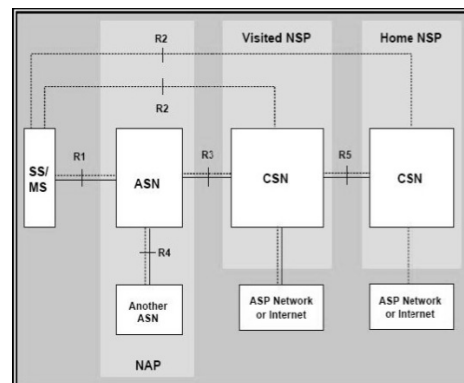 R2
Visited NSP
Home NSP
R2
R1
R3
R5
SS/
MS
ASN
CSN
CSN
R4
Another
ASN
ASP Network
or Internet
ASP Network
or Internet
NAP